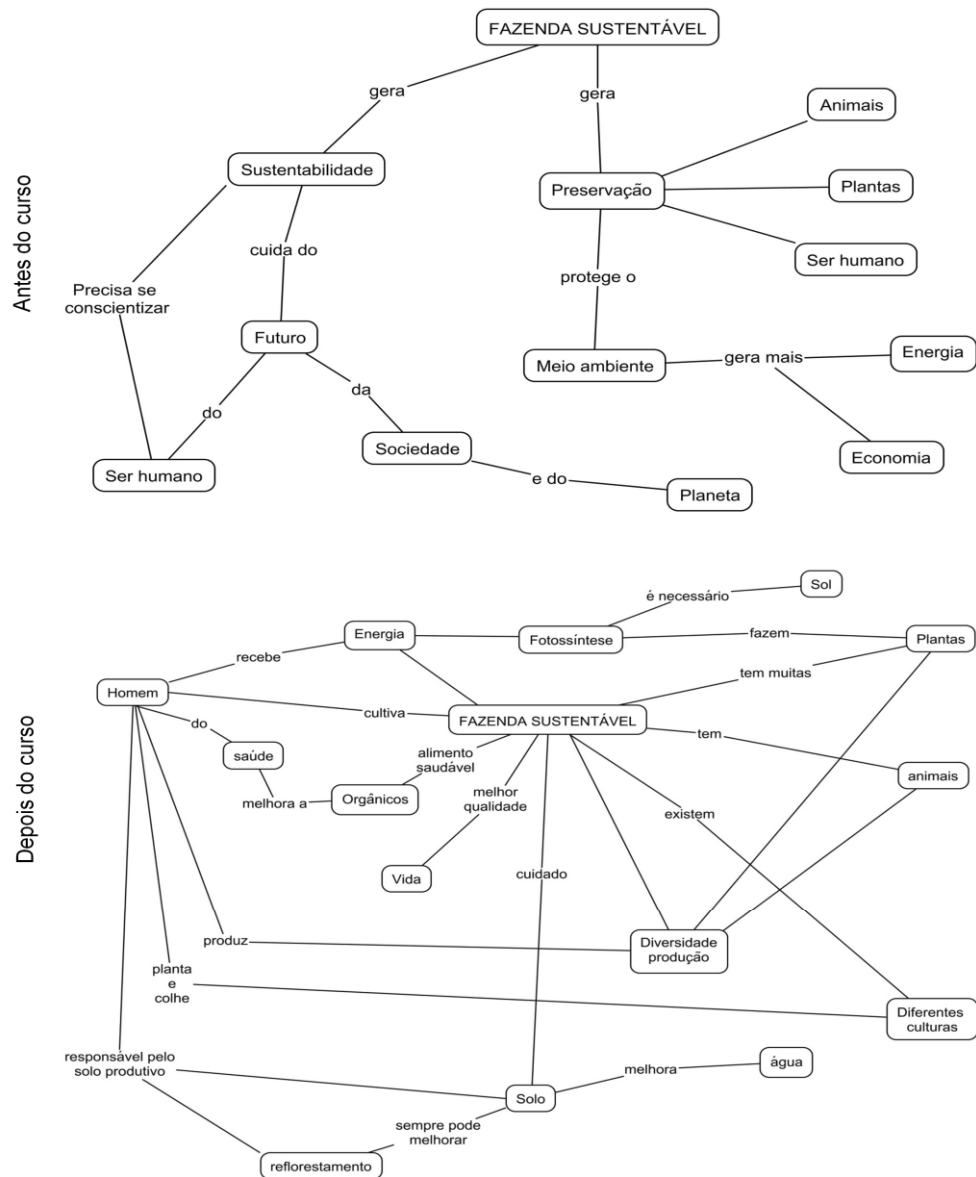 Antes do curso
FAZENDA SUSTENTÁVEL
gera
gera
Animais
Sustentabilidade
Preservação
Plantas
Ser humano
cuida do
protege o
Precisa se
conscientizar
Futuro
Meio ambiente
gera mais
Energia
do
da
Sociedade
Economia
Ser humano
e do
Planeta
Depois do curso
Sol
é necessário
Energia
Fotossíntese
fazem
Plantas
recebe
tem muitas
Homem
cultiva
FAZENDA SUSTENTÁVEL
do
tem
saúde
alimento
saudável
animais
melhora a
Orgânicos
melhor
qualidade
existem
Vida
cuidado
produz
Diversidade
produção
planta
e
colhe
Diferentes
culturas
responsável pelo
solo produtivo
melhora
água
Solo
sempre pode
melhorar
reflorestamento